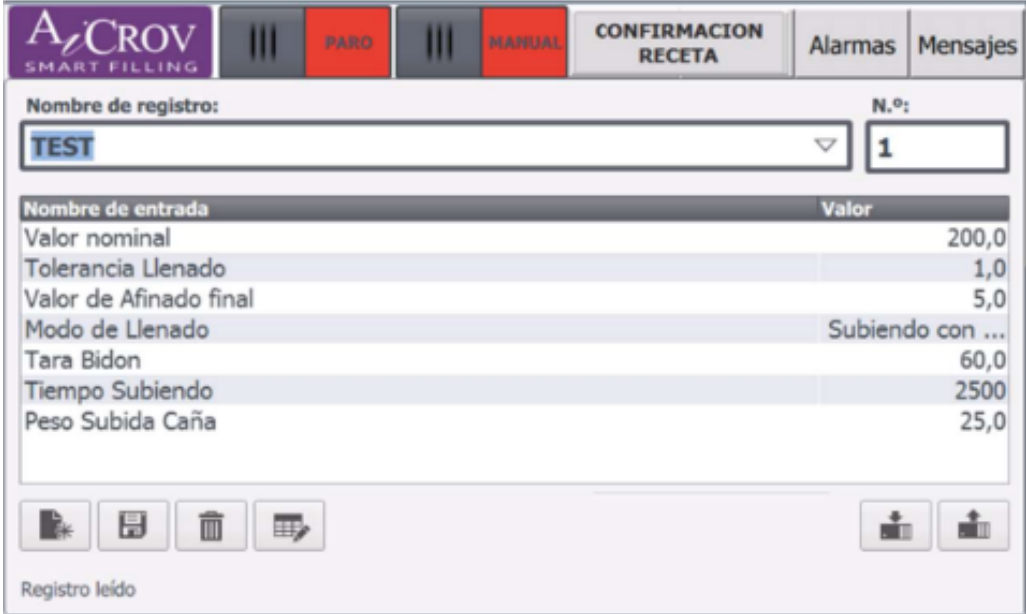 AiCROV
SMART FILLING
PARO
MANUAL
CONFIRMACION
RECETA
Alarmas
Mensajes
Nombre de registro:
N.º:
TEST
1
Nombre de entrada Valor
Valor nominal 200,0
Tolerancia Llenado 1,0
Valor de Afinado final 5,0
Modo de Llenado Subiendo con ...
Tara Bidon 60,0
Tiempo Subiendo 2500
Peso Subida Caña 25,0
Registro leído